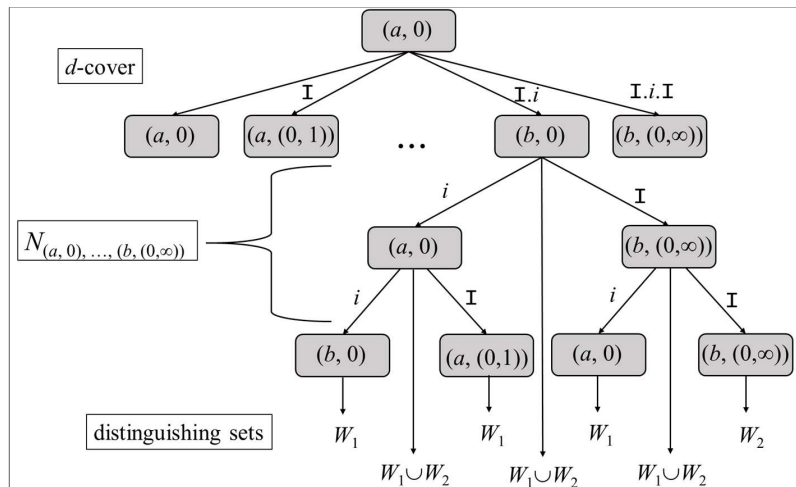 (a, 0)
d-cover
I
I.i
I.i.I
(a, 0)
(a, (0, 1))
...
(b, 0)
(b, (0,∞))
i
I
N(a, 0), …, (b, (0,∞))
(a, 0)
(b, (0,∞))
i
I
i
I
(b, 0)
(a, (0,1))
(a, 0)
(b, (0,∞))
distinguishing sets
W1
W1
W1
W2
W1∪W2
W1∪W2
W1∪W2